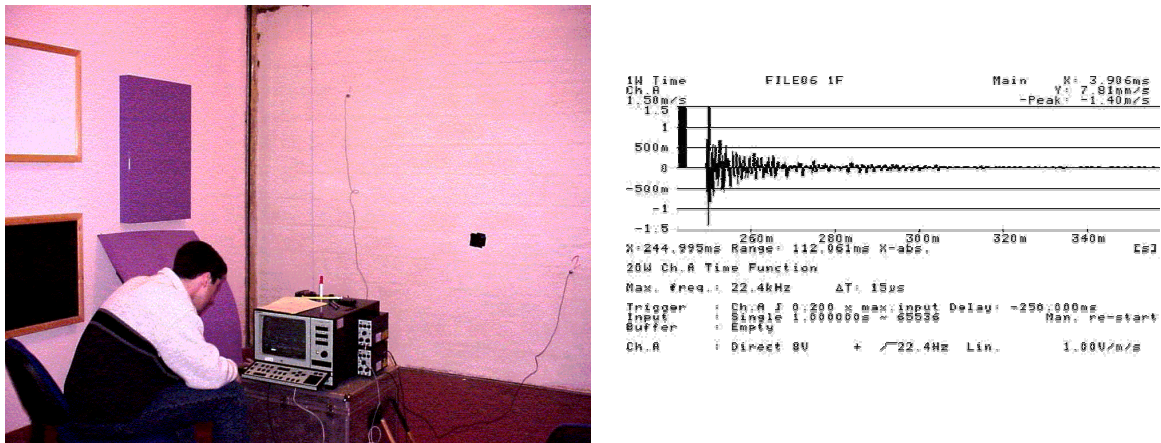 1W Time FILE06 1F Main X: 3.906ms
Ch.A Y: 7.81mm/s
1.50m/s -Peak: -1.40m/s
1.5
1
500m
0
-500m
-1
-1.5
260m 280m 300m 320m 340m
X:244.995ms Range: 112.061ms X-abs. [s]
20W Ch.A Time Function
Max. freq.: 22.4kHz ΔT: 15µs
Trigger : Ch.A ∫ 0.200 x max.input Delay: -250.000ms
Input : Single 1.000000s ~ 65536 Man. re-start
Buffer : Empty
Ch.A : Direct 8V + 22.4Hz Lin. 1.00V/m/s